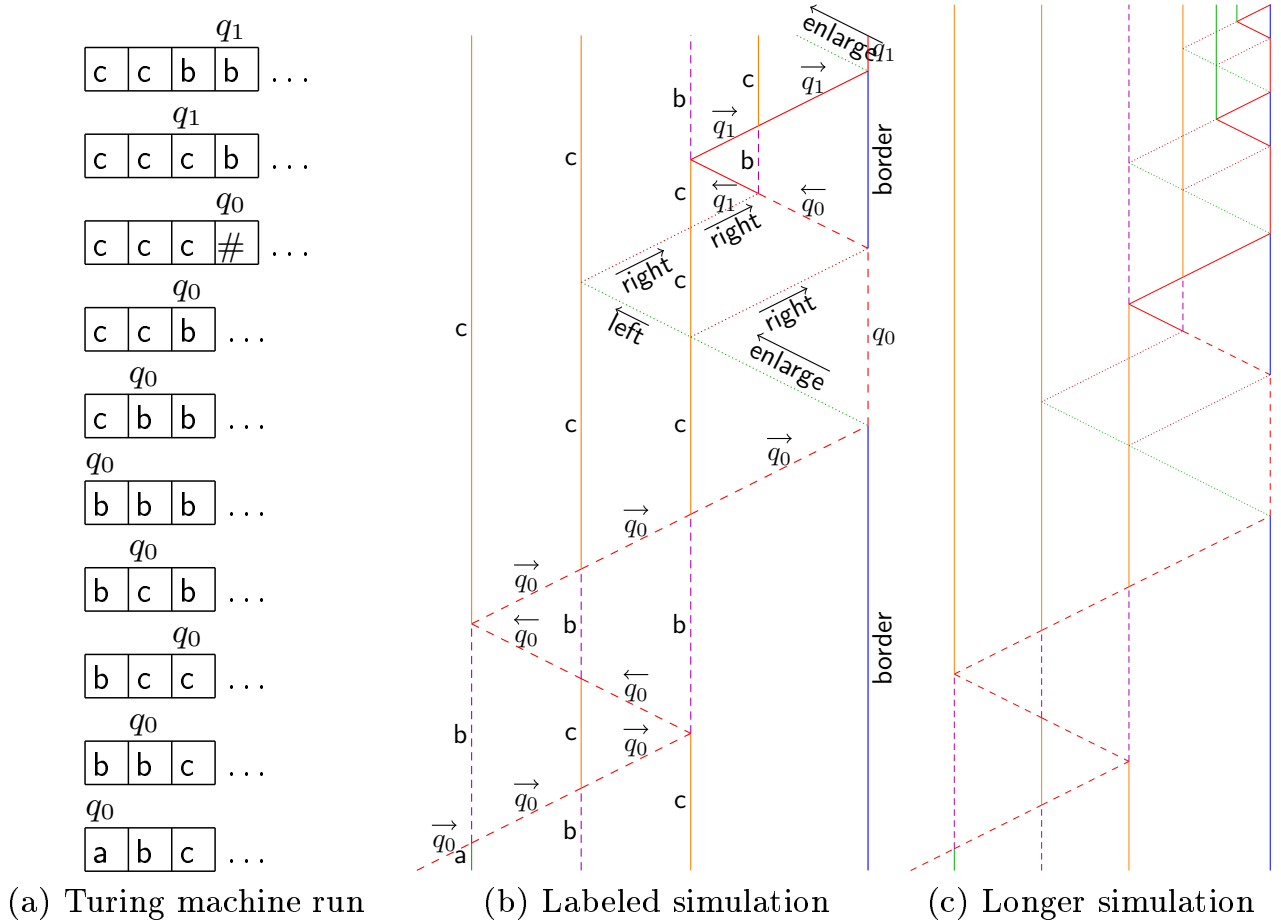 q₁
c c b b ...
q₁
c c c b ...
q₀
c c c # ...
q₀
c c b ...
q₀
c b b ...
q₀
b b b ...
q₀
b c b ...
q₀
b c c ...
q₀
b b c ...
q₀
a b c ...
(a) Turing machine run
enlarge
q₁
c
q₁
b
q₁
border
c
b
c
q₁
q₀
right
right
c
right
left
c
q₀
enlarge
c
c
q₀
q₀
q₀
q₀
b
b
border
q₀
b
c
q₀
q₀
c
q₀
b
q₀
a
(b) Labeled simulation
(c) Longer simulation